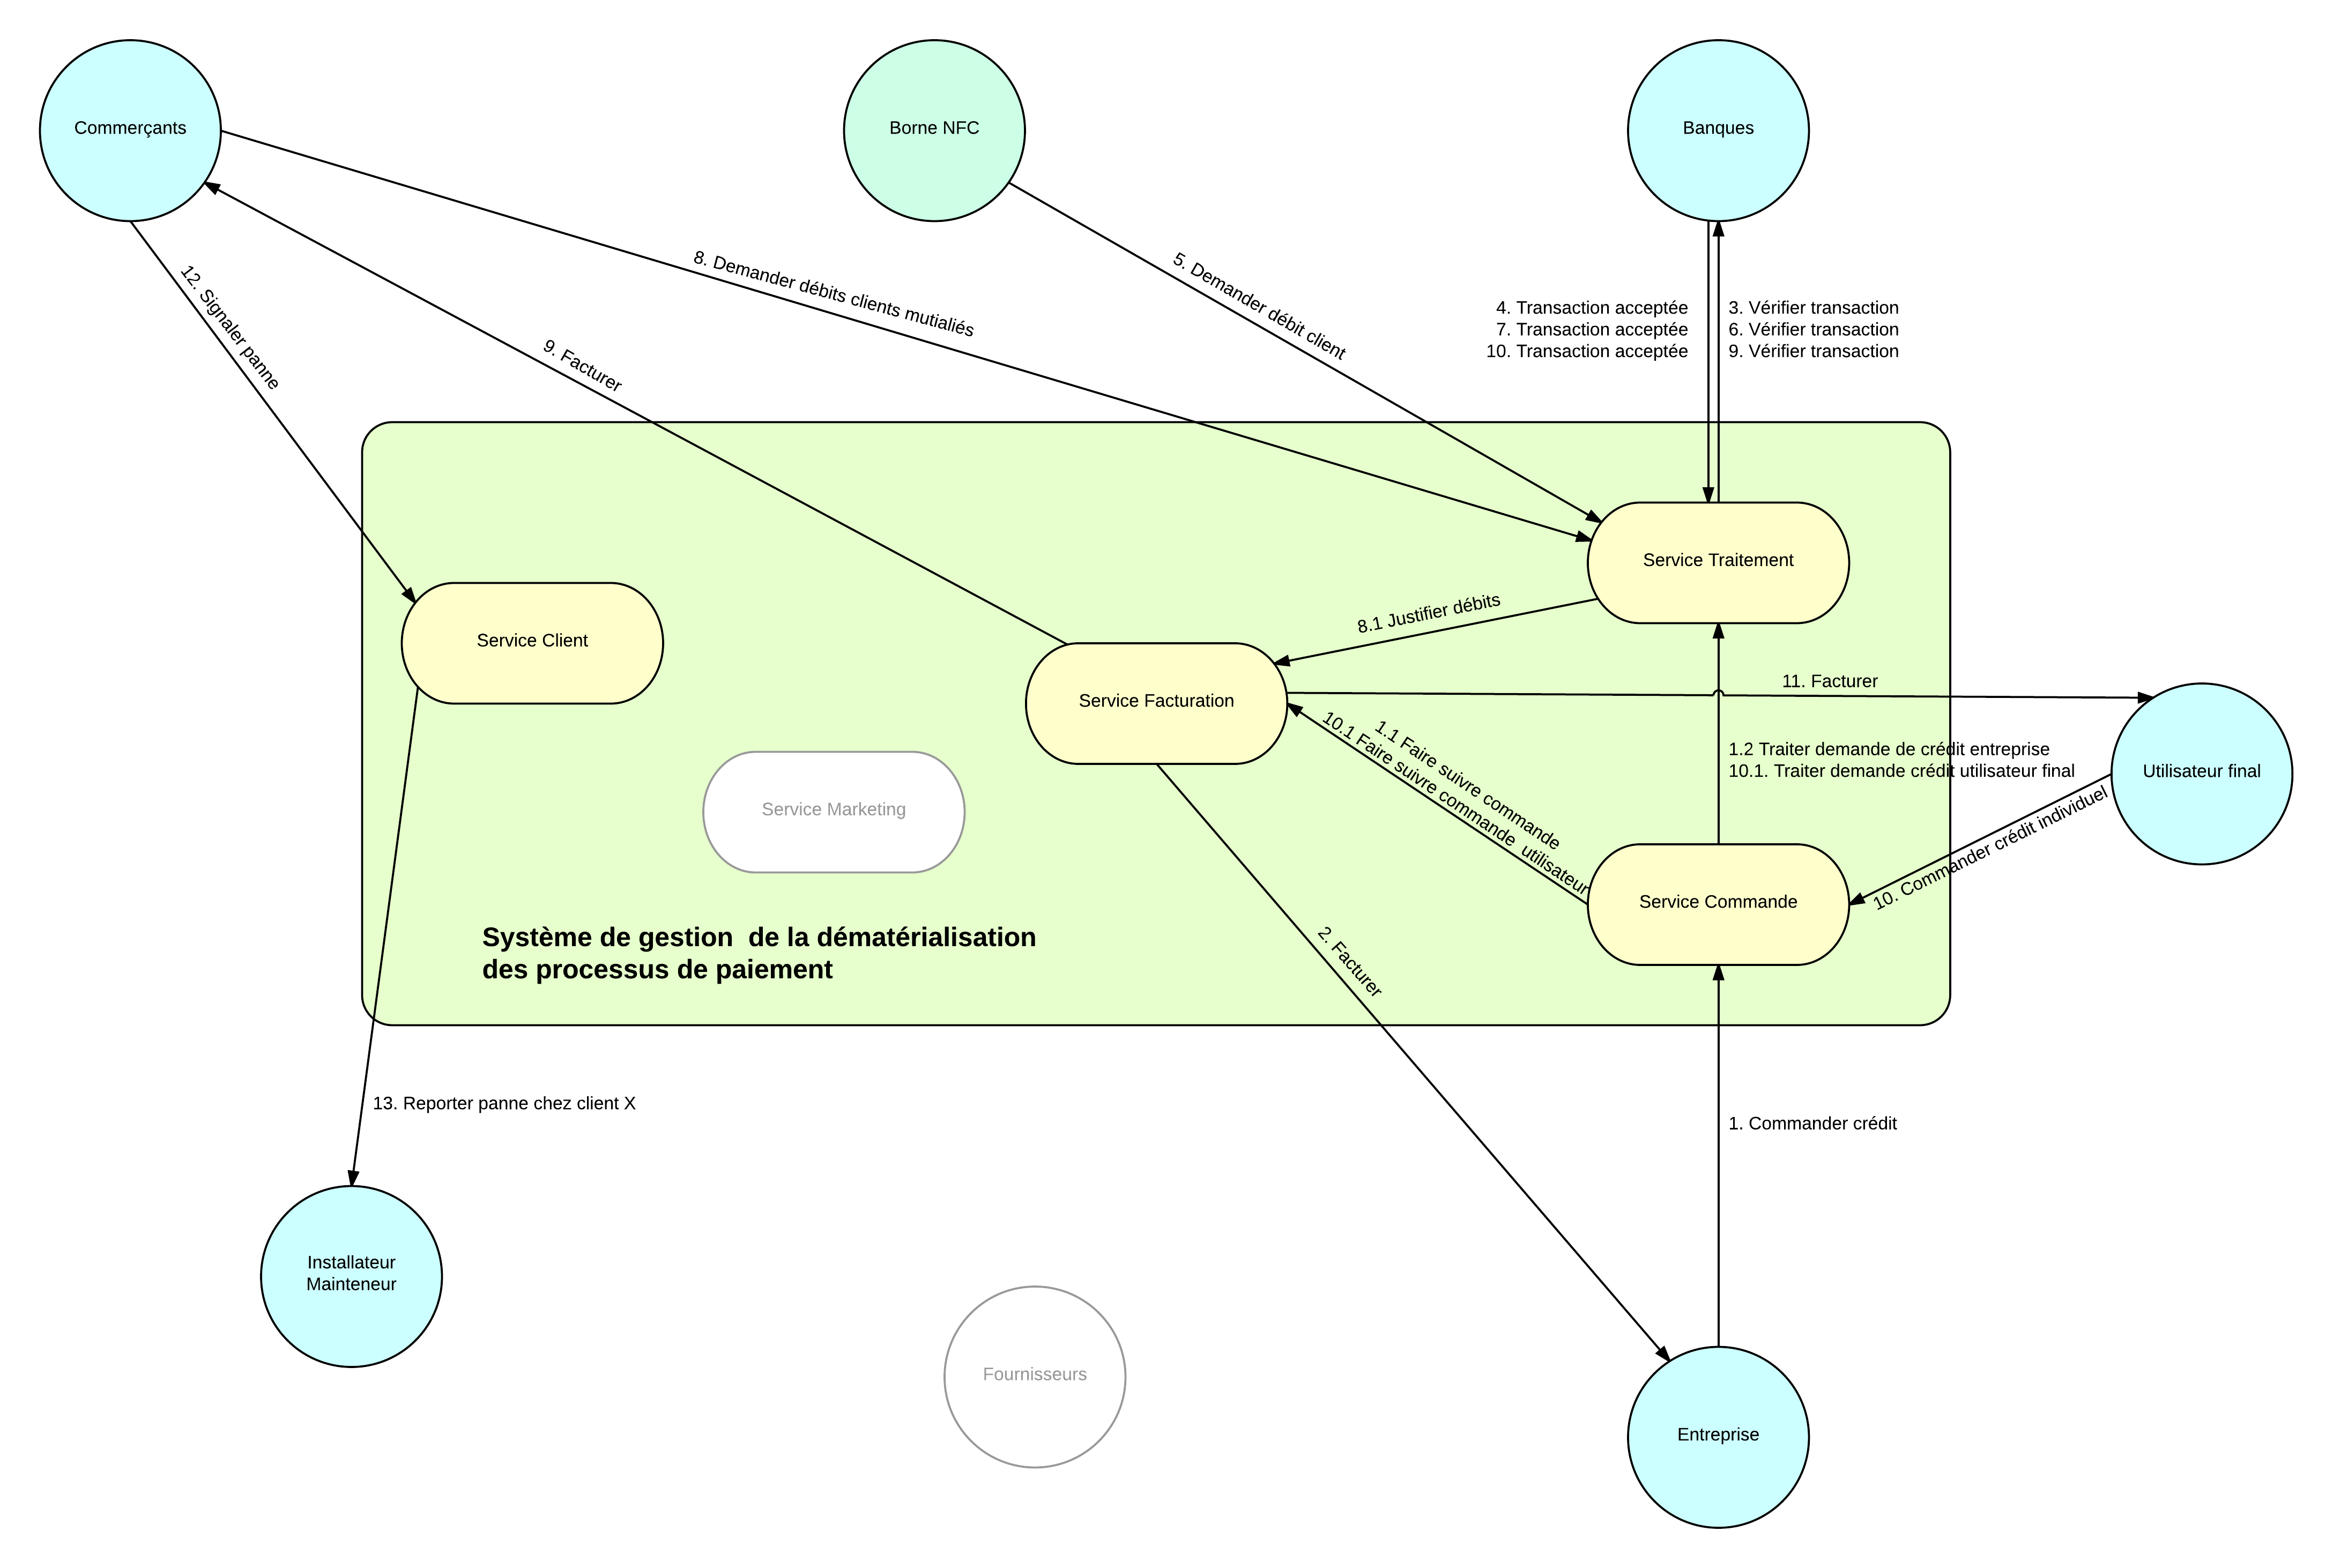 Commerçants
Borne NFC
Banques
12. Signaler panne
8. Demander débits clients mutialiés
5. Demander débit client
9. Facturer
4. Transaction acceptée
7. Transaction acceptée
10. Transaction acceptée
3. Vérifier transaction
6. Vérifier transaction
9. Vérifier transaction
Service Traitement
Service Client
8.1 Justifier débits
Service Facturation
11. Facturer
1.1 Faire suivre commande
10.1 Faire suivre commande  utilisateur
1.2 Traiter demande de crédit entreprise
10.1. Traiter demande crédit utilisateur final
Utilisateur final
Service Marketing
10. Commander crédit individuel
Service Commande
Système de gestion  de la dématérialisation
des processus de paiement
2. Facturer
13. Reporter panne chez client X
1. Commander crédit
Installateur
Mainteneur
Fournisseurs
Entreprise